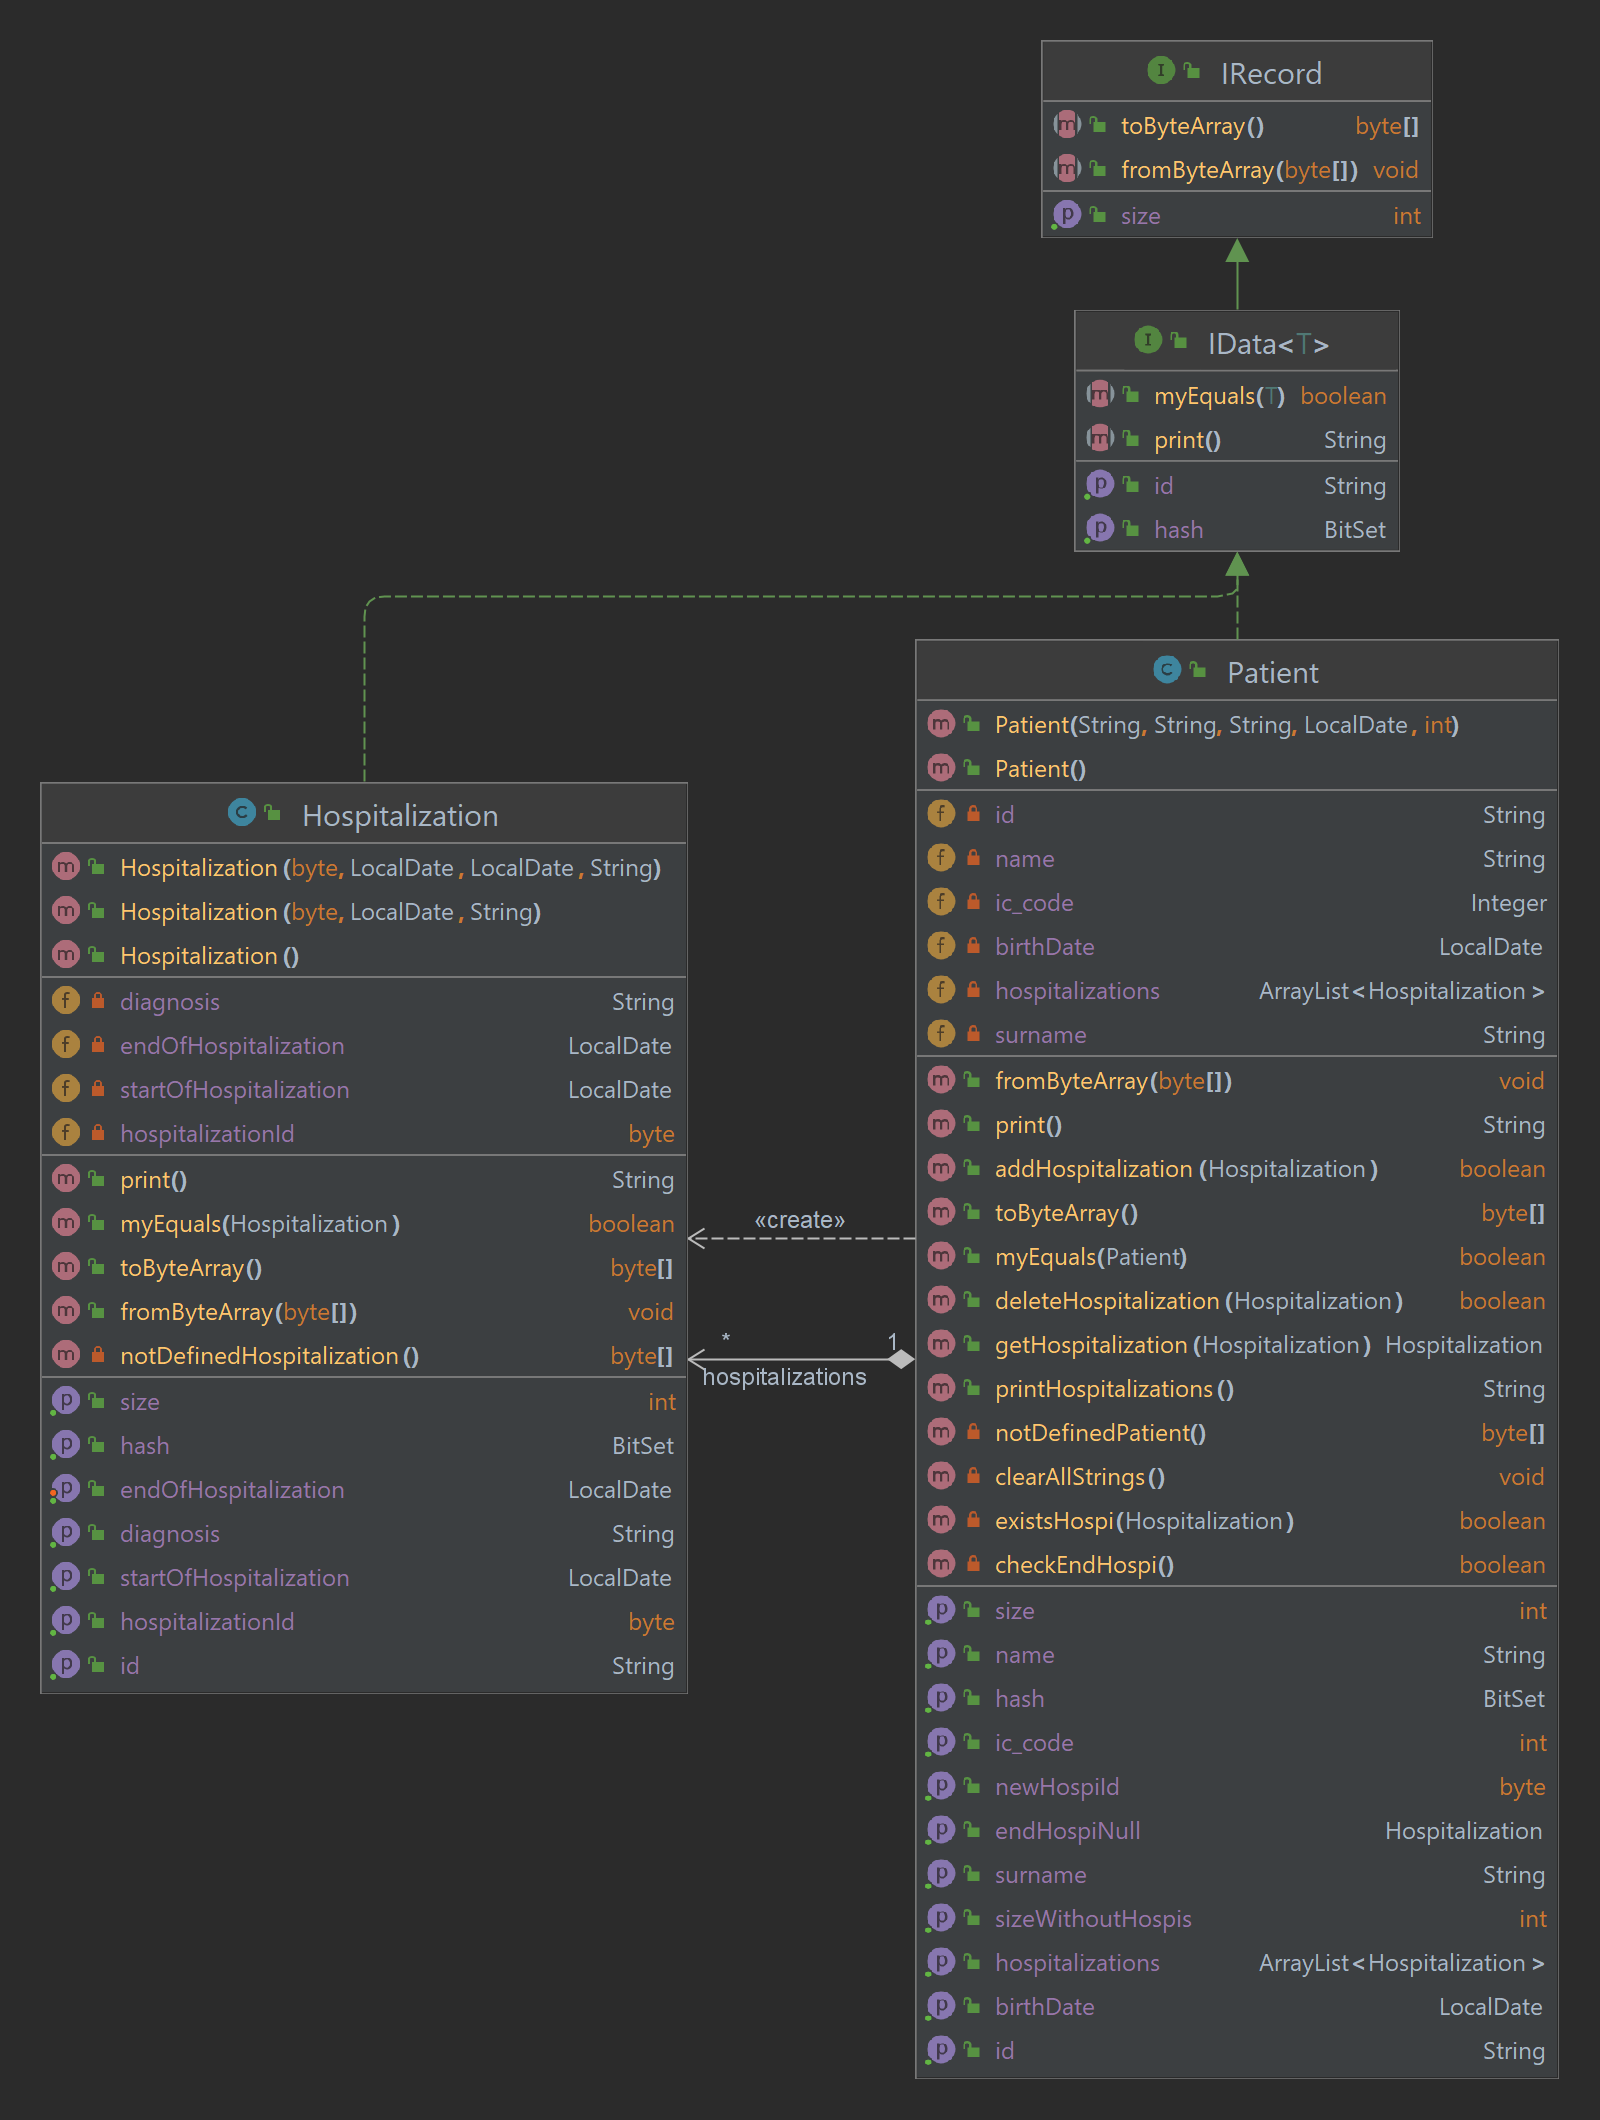 IRecord
toByteArray() byte[]
fromByteArray(byte[]) void
size int
IData<T>
myEquals(T) boolean
print() String
id String
hash BitSet
Hospitalization
Hospitalization(byte, LocalDate, LocalDate, String)
Hospitalization(byte, LocalDate, String)
Hospitalization()
diagnosis String
endOfHospitalization LocalDate
startOfHospitalization LocalDate
hospitalizationId byte
print() String
myEquals(Hospitalization) boolean
toByteArray() byte[]
fromByteArray(byte[]) void
notDefinedHospitalization() byte[]
size int
hash BitSet
endOfHospitalization LocalDate
diagnosis String
startOfHospitalization LocalDate
hospitalizationId byte
id String
«create»
* 1
hospitalizations
Patient
Patient(String, String, String, LocalDate, int)
Patient()
id String
name String
ic_code Integer
birthDate LocalDate
hospitalizations ArrayList<Hospitalization>
surname String
fromByteArray(byte[]) void
print() String
addHospitalization(Hospitalization) boolean
toByteArray() byte[]
myEquals(Patient) boolean
deleteHospitalization(Hospitalization) boolean
getHospitalization(Hospitalization) Hospitalization
printHospitalizations() String
notDefinedPatient() byte[]
clearAllStrings() void
existsHospi(Hospitalization) boolean
checkEndHospi() boolean
size int
name String
hash BitSet
ic_code int
newHospiId byte
endHospiNull Hospitalization
surname String
sizeWithoutHospis int
hospitalizations ArrayList<Hospitalization>
birthDate LocalDate
id String